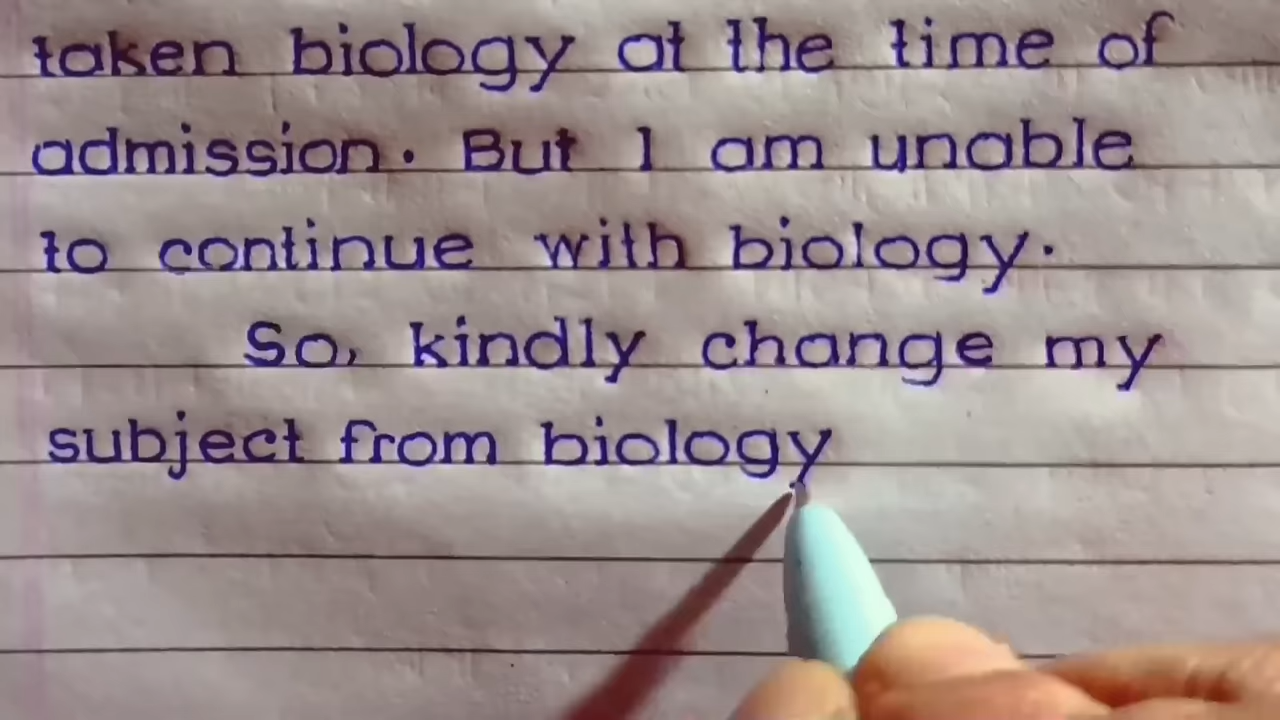 taken biology at the time of
admission. But I am unable
to continue with biology.
So, kindly change my
subject from biology